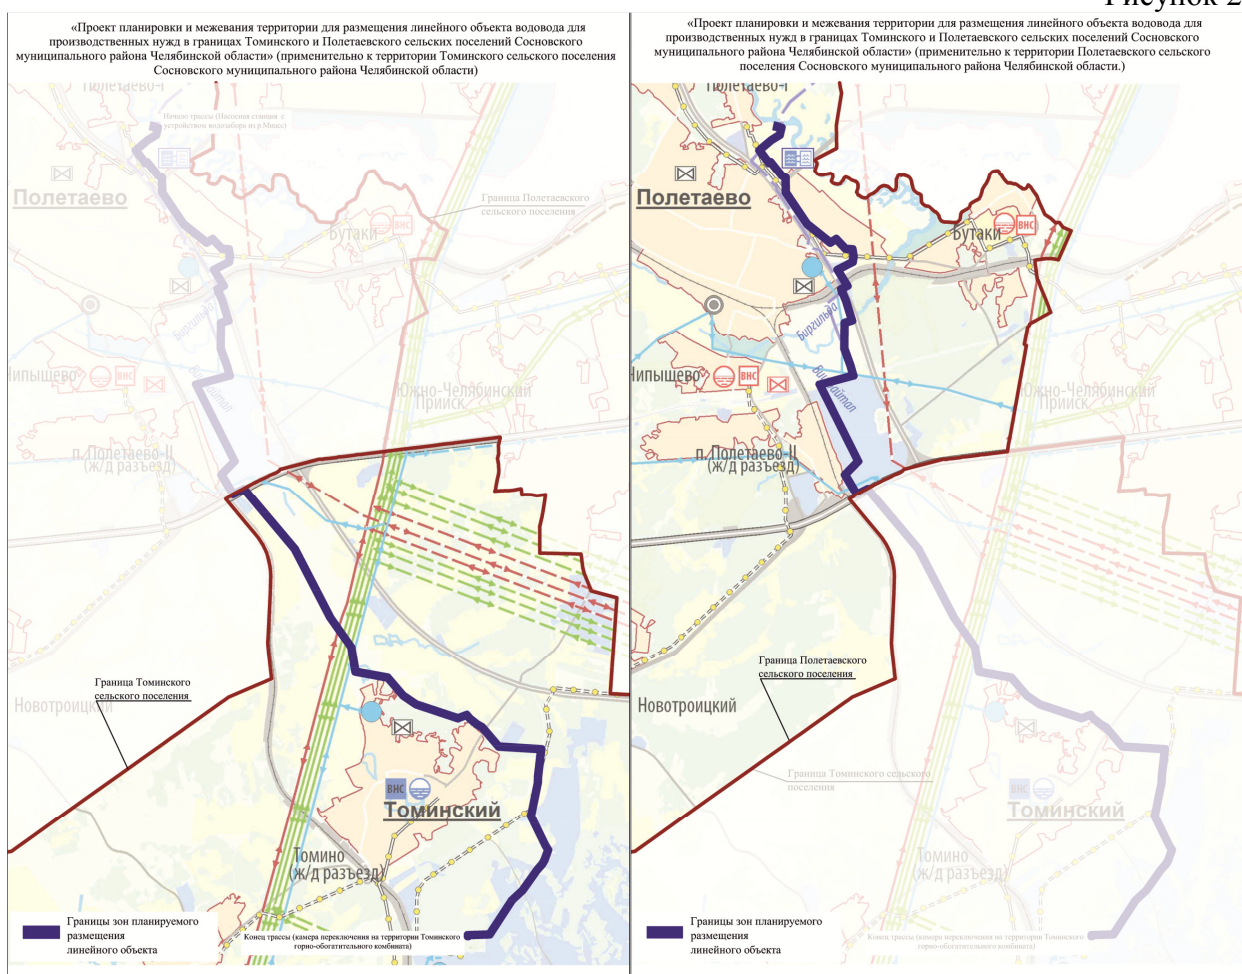 Рисунок 2
«Проект планировки и межевания территории для размещения линейного объекта водовода для
производственных нужд в границах Томинского и Полетаевского сельских поселений Сосновского
муниципального района Челябинской области» (применительно к территории Томинского сельского поселения
Сосновского муниципального района Челябинской области)
Полетаево-I
Начало трассы (Насосная станция с
устройством водозабора из р.Миасс)
Полетаево
Граница Полетаевского
сельского поселения
Бутаки
ВНС
Биргильда
Чипышево
ВНС
Южно-Челябинский
Прииск
п. Полетаево-II
(ж/д разъезд)
Граница Томинского
сельского поселения
Новотроицкий
ВНС
Томинский
Томино
(ж/д разъезд)
Границы зон планируемого
размещения
линейного объекта
Конец трассы (камера переключения на территории Томинского
горно-обогатительного комбината)
«Проект планировки и межевания территории для размещения линейного объекта водовода для
производственных нужд в границах Томинского и Полетаевского сельских поселений Сосновского
муниципального района Челябинской области» (применительно к территории Полетаевского сельского
поселения Сосновского муниципального района Челябинской области.)
Полетаево-I
Полетаево
Бутаки
ВНС
Биргильда
Чипышево
ВНС
Южно-Челябинский
Прииск
п. Полетаево-II
(ж/д разъезд)
Граница Полетаевского
сельского поселения
Новотроицкий
Граница Томинского сельского
поселения
ВНС
Томинский
Томино
(ж/д разъезд)
Границы зон планируемого
размещения
линейного объекта
Конец трассы (камера переключения на территории Томинского
горно-обогатительного комбината)